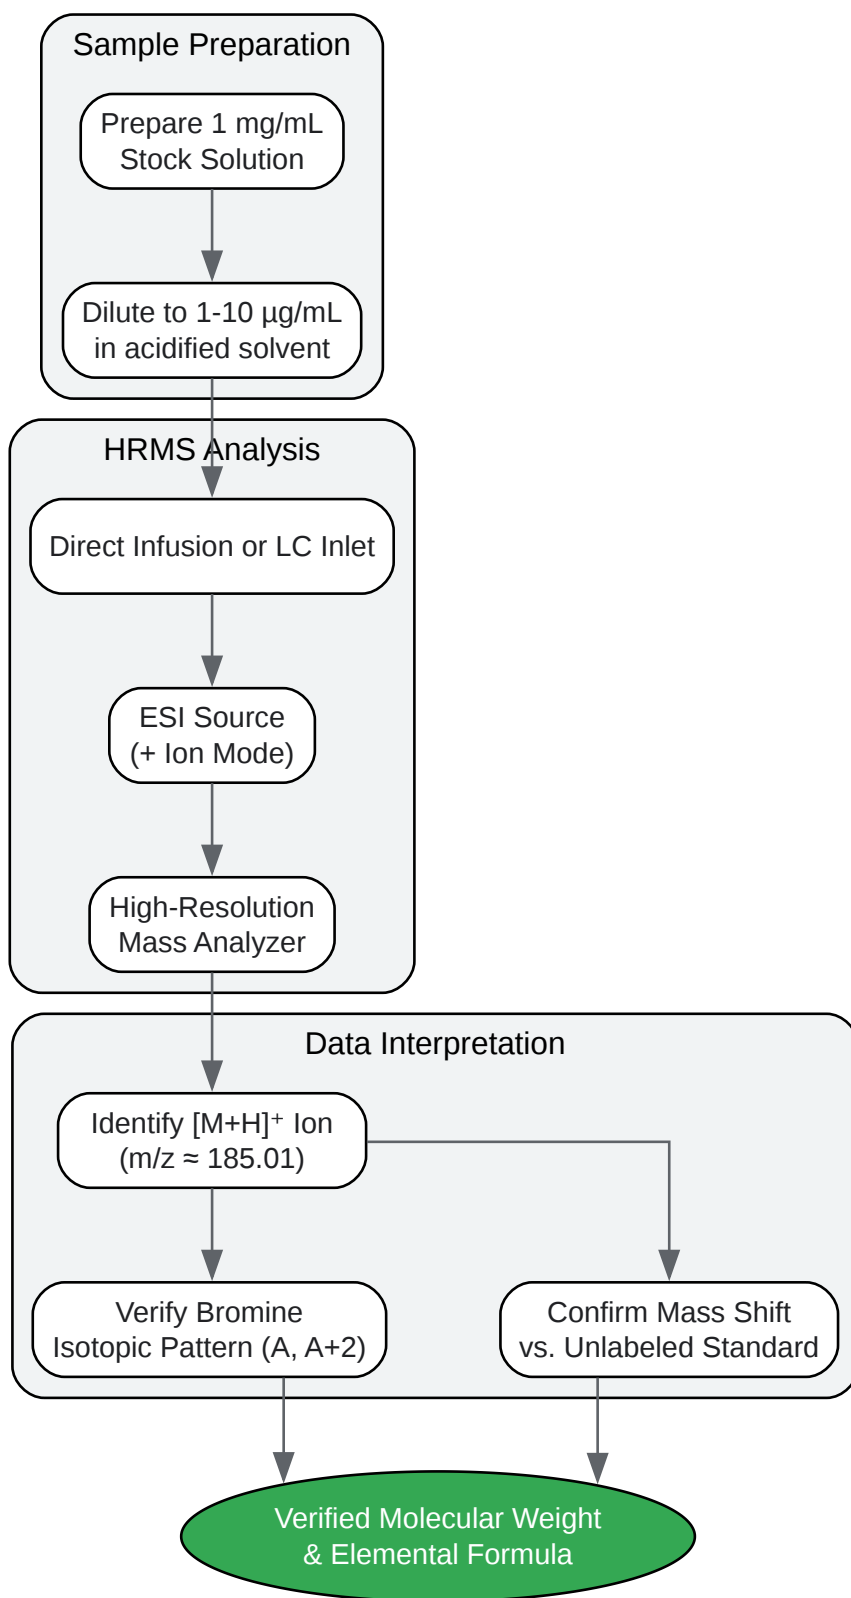 Sample Preparation
Prepare 1 mg/mL
Stock Solution
Dilute to 1-10 µg/mL
in acidified solvent
HRMS Analysis
Direct Infusion or LC Inlet
ESI Source
(+ Ion Mode)
High-Resolution
Mass Analyzer
Data Interpretation
Identify [M+H]⁺ Ion
(m/z ≈ 185.01)
Verify Bromine
Isotopic Pattern (A, A+2)
Confirm Mass Shift
vs. Unlabeled Standard
Verified Molecular Weight
& Elemental Formula